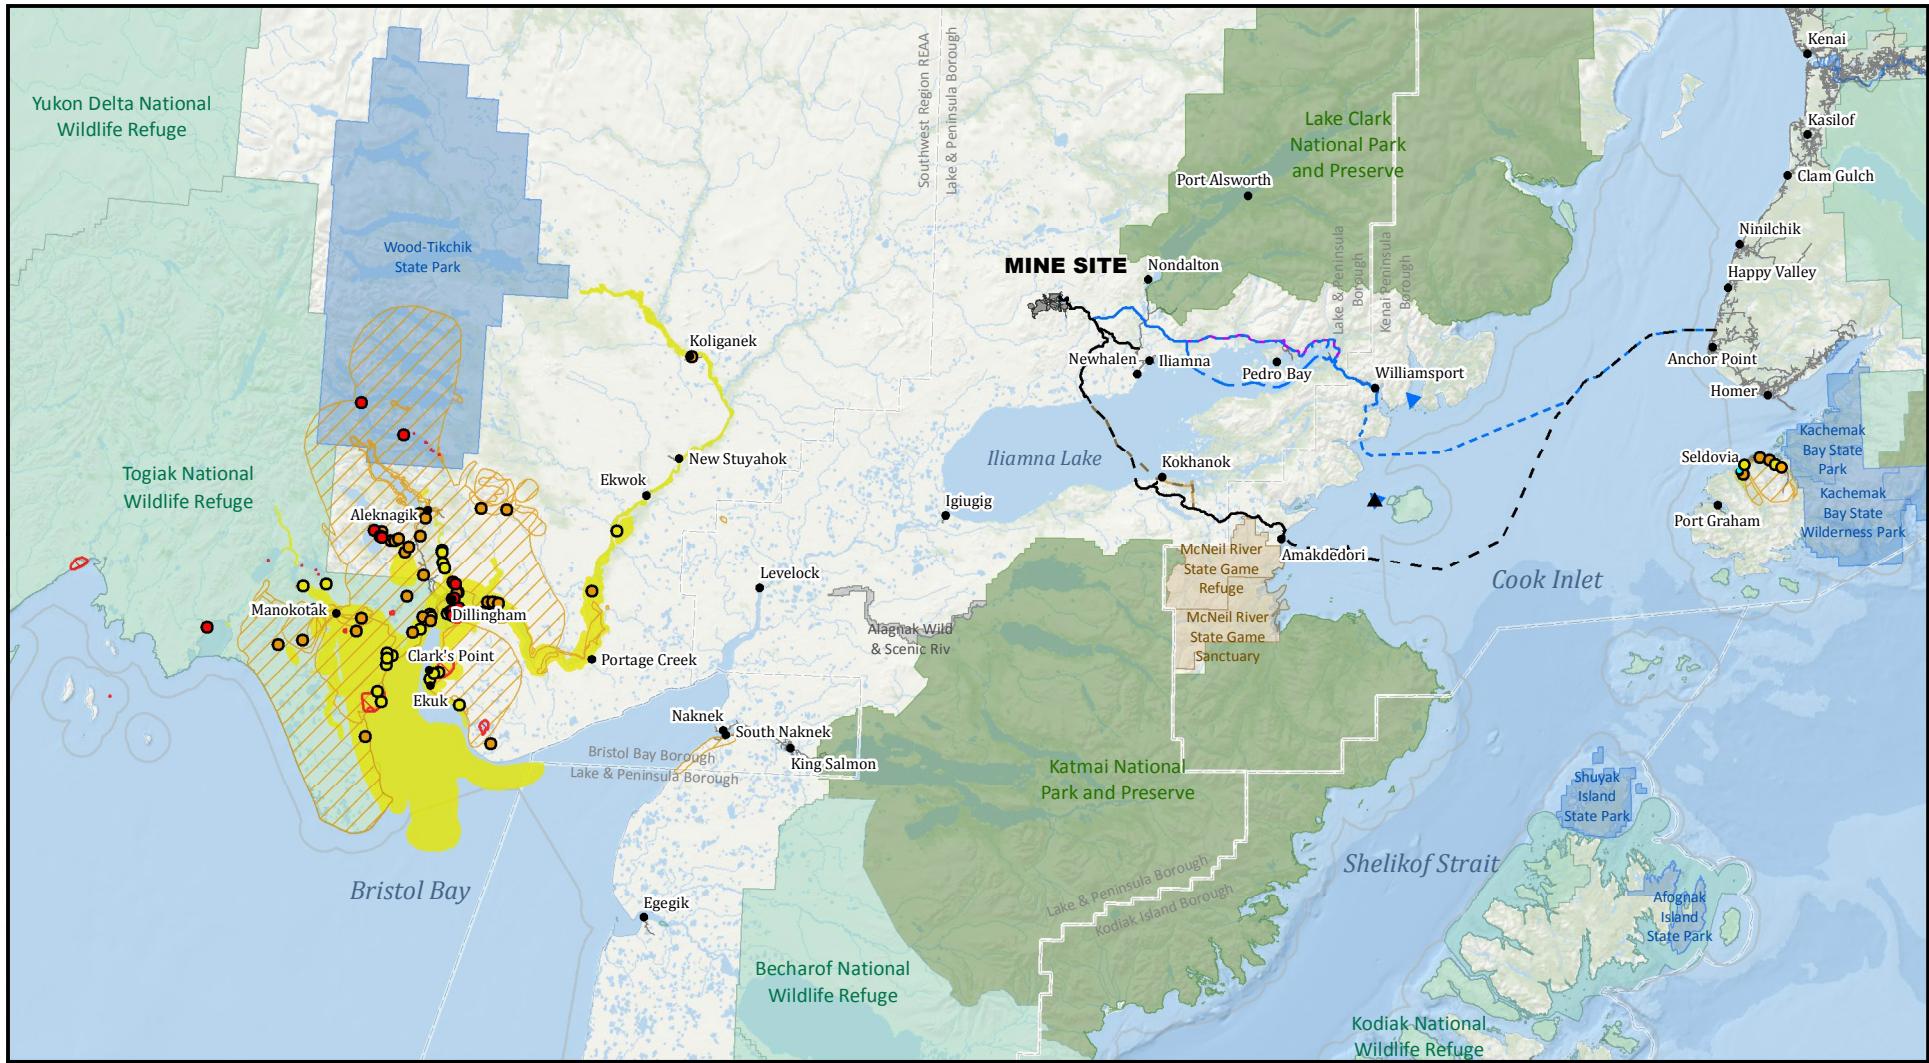 Kenai
Yukon Delta National
Wildlife Refuge
Southwest Region REAA
Lake & Peninsula Borough
Lake Clark
National Park
and Preserve
Kasilof
Port Alsworth
Clam Gulch
Wood-Tikchik
State Park
Ninilchik
MINE SITE
Nondalton
Lake & Peninsula
Borough
Kenai Peninsula
Borough
Happy Valley
Koliganek
Newhalen
Iliamna
Pedro Bay
Williamsport
Anchor Point
Homer
Togiak National
Wildlife Refuge
New Stuyahok
Ekwok
Iliamna Lake
Kokhanok
Seldovia
Kachemak
Bay State
Park
Kachemak
Bay State
Wilderness Park
Aleknagik
Igiugig
Port Graham
McNeil River
State Game
Refuge
Amakdedori
Levelock
Cook Inlet
Manokotak
Dillingham
McNeil River
State Game
Sanctuary
Alagnak Wild
& Scenic Riv
Clark's Point
Portage Creek
Ekuk
Naknek
South Naknek
King Salmon
Bristol Bay Borough
Lake & Peninsula Borough
Katmai National
Park and Preserve
Shuyak
Island
State Park
Bristol Bay
Shelikof Strait
Lake & Peninsula Borough
Kodiak Island Borough
Egegik
Afognak
Island
State Park
Becharof National
Wildlife Refuge
Kodiak National
Wildlife Refuge